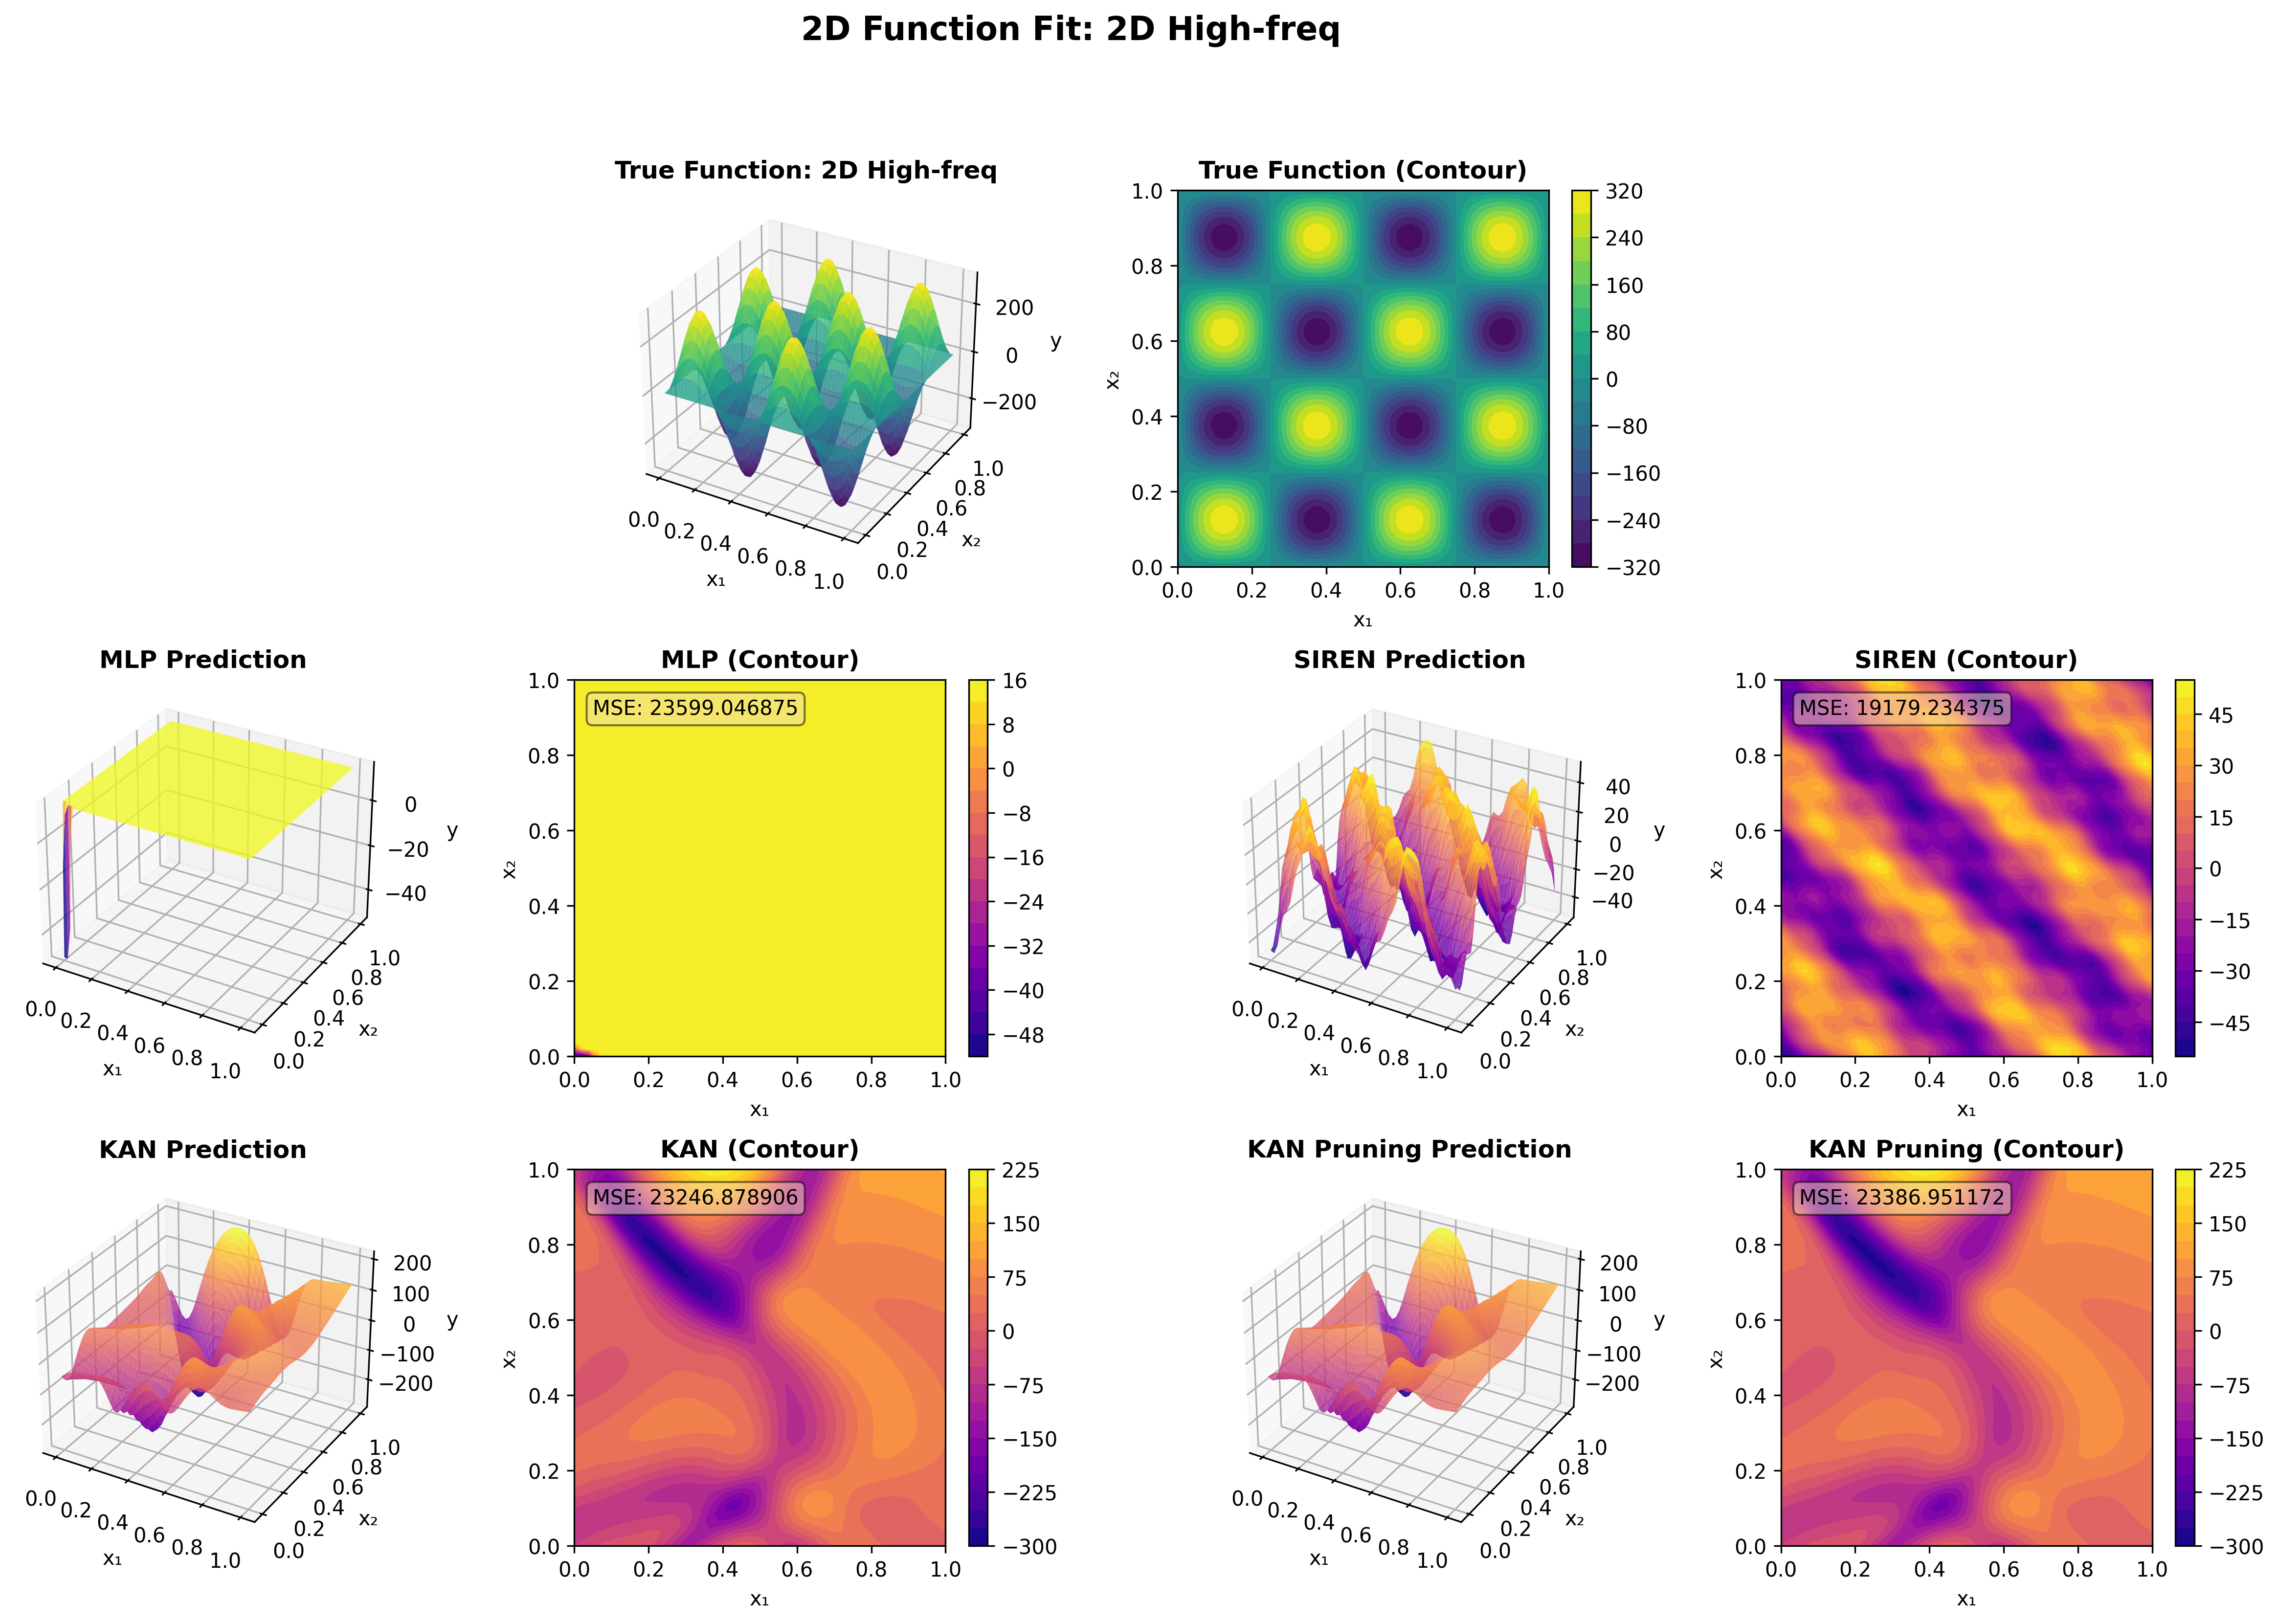 2D Function Fit: 2D High-freq
True Function: 2D High-freq
200
0
−200
y
0.0 0.2 0.4 0.6 0.8 1.0
x₁
0.0 0.2 0.4 0.6 0.8 1.0
x₂
True Function (Contour)
1.0
0.8
0.6
0.4
0.2
0.0
x₂
0.0 0.2 0.4 0.6 0.8 1.0
x₁
320
240
160
80
0
−80
−160
−240
−320
MLP Prediction
0
−20
−40
y
0.0 0.2 0.4 0.6 0.8 1.0
x₁
0.0 0.2 0.4 0.6 0.8 1.0
x₂
MLP (Contour)
MSE: 23599.046875
1.0
0.8
0.6
0.4
0.2
0.0
x₂
0.0 0.2 0.4 0.6 0.8 1.0
x₁
16
8
0
−8
−16
−24
−32
−40
−48
SIREN Prediction
40
20
0
−20
−40
y
0.0 0.2 0.4 0.6 0.8 1.0
x₁
0.0 0.2 0.4 0.6 0.8 1.0
x₂
SIREN (Contour)
MSE: 19179.234375
1.0
0.8
0.6
0.4
0.2
0.0
x₂
0.0 0.2 0.4 0.6 0.8 1.0
x₁
45
30
15
0
−15
−30
−45
KAN Prediction
200
100
0
−100
−200
y
0.0 0.2 0.4 0.6 0.8 1.0
x₁
0.0 0.2 0.4 0.6 0.8 1.0
x₂
KAN (Contour)
MSE: 23246.878906
1.0
0.8
0.6
0.4
0.2
0.0
x₂
0.0 0.2 0.4 0.6 0.8 1.0
x₁
225
150
75
0
−75
−150
−225
−300
KAN Pruning Prediction
200
100
0
−100
−200
y
0.0 0.2 0.4 0.6 0.8 1.0
x₁
0.0 0.2 0.4 0.6 0.8 1.0
x₂
KAN Pruning (Contour)
MSE: 23386.951172
1.0
0.8
0.6
0.4
0.2
0.0
x₂
0.0 0.2 0.4 0.6 0.8 1.0
x₁
225
150
75
0
−75
−150
−225
−300